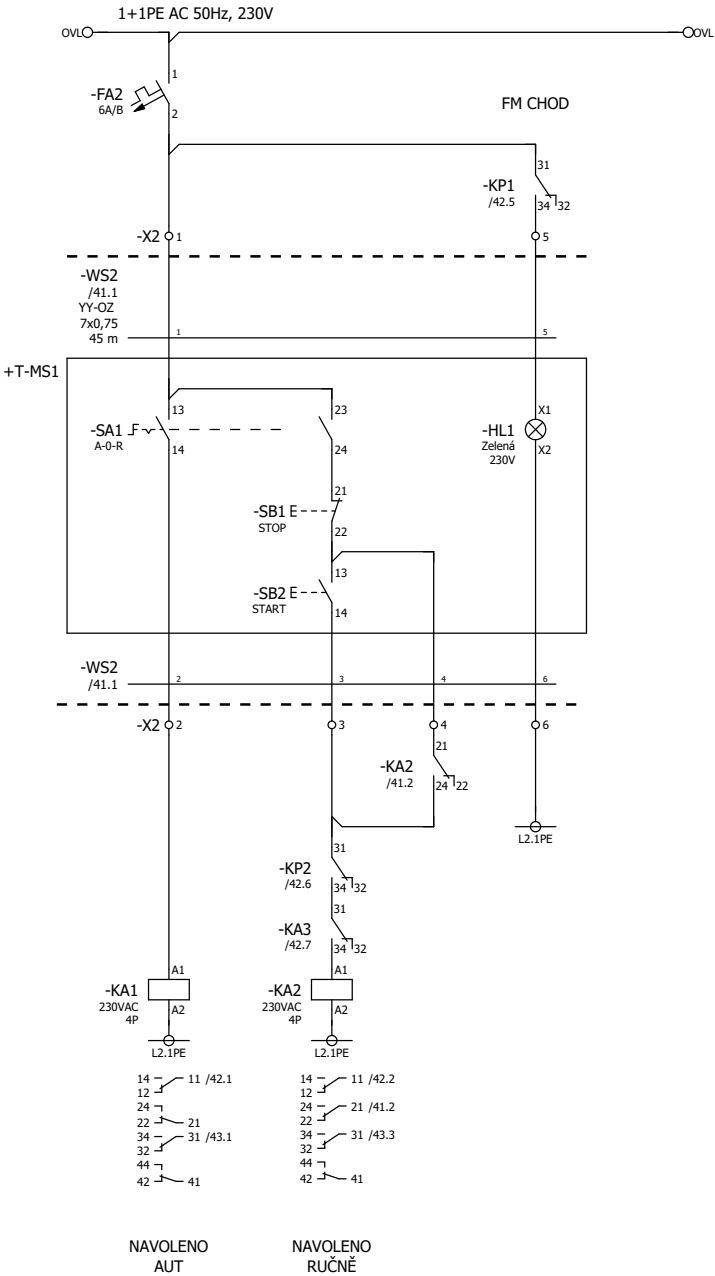 1+1PE AC 50Hz, 230V
OVL
OVL
1
-FA2
6A/B
2
FM CHOD
31
-KP1
/42.5
34 32
-X2 1
5
-WS2
/41.1
YY-OZ
7x0,75
45 m
1
5
+T-MS1
13
23
X1
-SA1
A-0-R
14
24
-HL1
Zelená
230V
X2
21
-SB1
STOP
22
13
-SB2
START
14
-WS2
/41.1
2
3
4
6
-X2 2
3
4
6
21
-KA2
/41.2
24 22
L2.1PE
31
-KP2
/42.6
34 32
31
-KA3
/42.7
34 32
A1
-KA1
230VAC
4P
A2
L2.1PE
A1
-KA2
230VAC
4P
A2
L2.1PE
14 11 /42.1
12
24
22 21
34 31 /43.1
32
44
42 41
14 11 /42.2
12
24 21 /41.2
22
34 31 /43.3
32
44
42 41
NAVOLENO
AUT
NAVOLENO
RUČNĚ